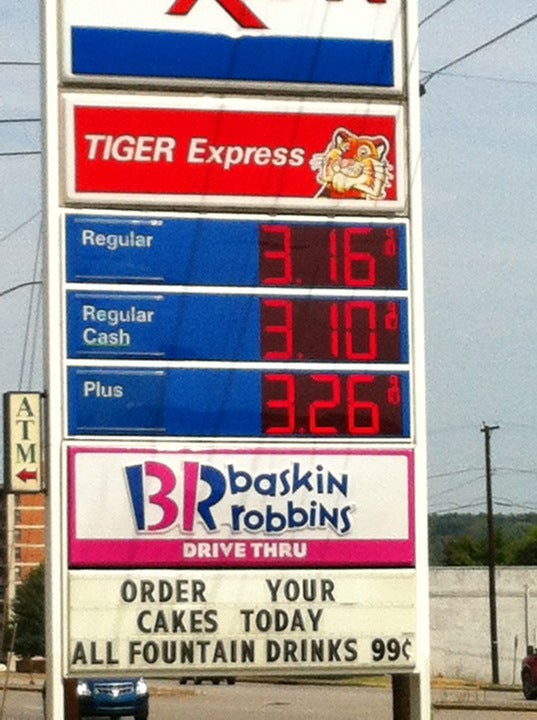 TIGER Express
Regular 3.16
Regular
Cash 3.10
Plus 3.26
ATM
BR baskin
robbins
DRIVE THRU
ORDER YOUR
CAKES TODAY
ALL FOUNTAIN DRINKS 99¢